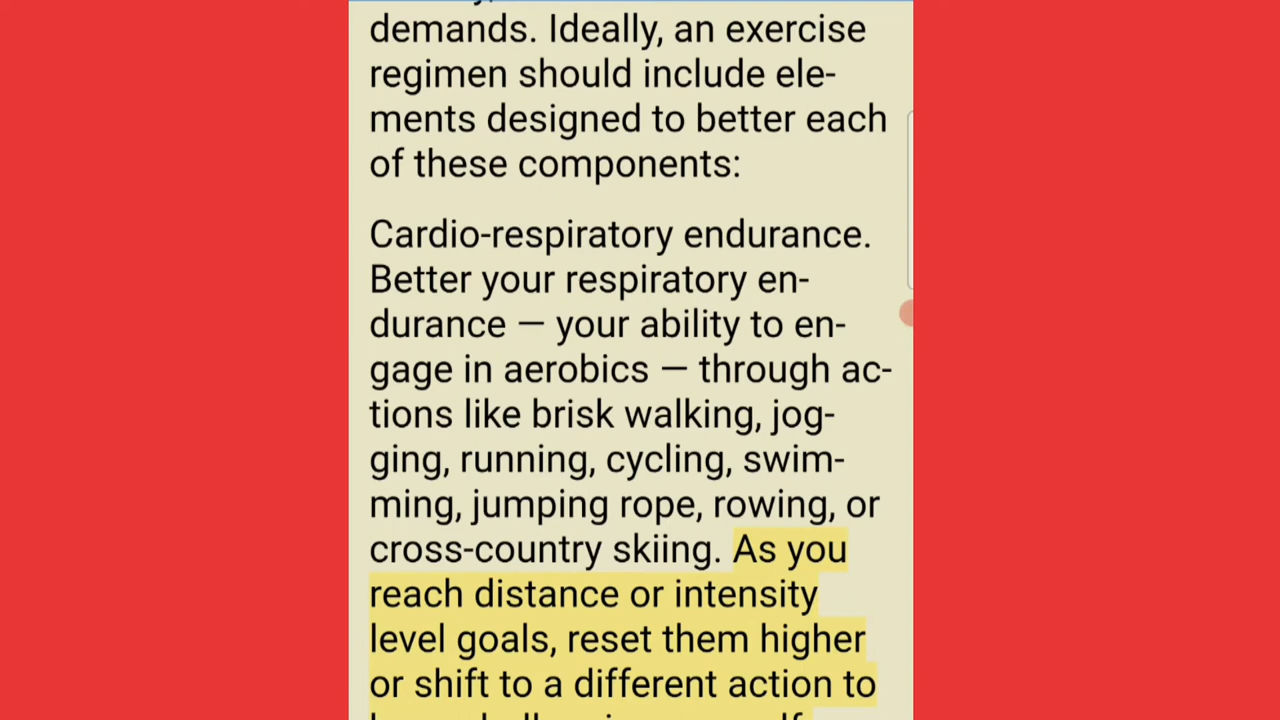 demands. Ideally, an exercise
regimen should include ele-
ments designed to better each
of these components:
Cardio-respiratory endurance.
Better your respiratory en-
durance — your ability to en-
gage in aerobics — through ac-
tions like brisk walking, jog-
ging, running, cycling, swim-
ming, jumping rope, rowing, or
cross-country skiing. As you
reach distance or intensity
level goals, reset them higher
or shift to a different action to